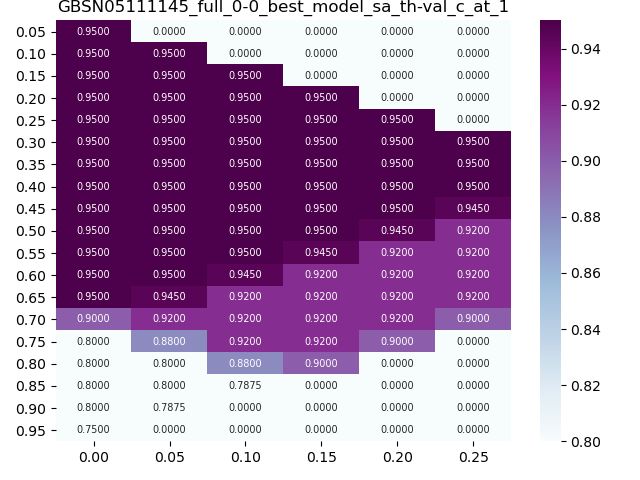 GBSN05111145_full_0-0_best_model_sa_th-val_c_at_1
0.05 0.9500 0.0000 0.0000 0.0000 0.0000 0.0000
0.10 0.9500 0.9500 0.0000 0.0000 0.0000 0.0000
0.15 0.9500 0.9500 0.9500 0.0000 0.0000 0.0000
0.20 0.9500 0.9500 0.9500 0.9500 0.0000 0.0000
0.25 0.9500 0.9500 0.9500 0.9500 0.9500 0.0000
0.30 0.9500 0.9500 0.9500 0.9500 0.9500 0.9500
0.35 0.9500 0.9500 0.9500 0.9500 0.9500 0.9500
0.40 0.9500 0.9500 0.9500 0.9500 0.9500 0.9500
0.45 0.9500 0.9500 0.9500 0.9500 0.9500 0.9450
0.50 0.9500 0.9500 0.9500 0.9500 0.9450 0.9200
0.55 0.9500 0.9500 0.9500 0.9450 0.9200 0.9200
0.60 0.9500 0.9500 0.9450 0.9200 0.9200 0.9200
0.65 0.9500 0.9450 0.9200 0.9200 0.9200 0.9200
0.70 0.9000 0.9200 0.9200 0.9200 0.9200 0.9000
0.75 0.8000 0.8800 0.9200 0.9200 0.9000 0.0000
0.80 0.8000 0.8000 0.8800 0.9000 0.0000 0.0000
0.85 0.8000 0.8000 0.7875 0.0000 0.0000 0.0000
0.90 0.8000 0.7875 0.0000 0.0000 0.0000 0.0000
0.95 0.7500 0.0000 0.0000 0.0000 0.0000 0.0000
0.00 0.05 0.10 0.15 0.20 0.25
0.94
0.92
0.90
0.88
0.86
0.84
0.82
0.80